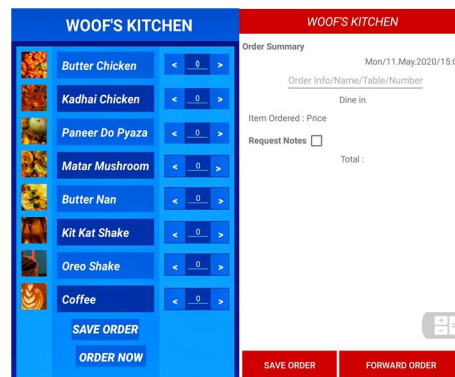 WOOF'S KITCHEN
Butter Chicken < 0 >
Kadhai Chicken < 0 >
Paneer Do Pyaza < 0 >
Matar Mushroom < 0 >
Butter Nan < 0 >
Kit Kat Shake < 0 >
Oreo Shake < 0 >
Coffee < 0 >
SAVE ORDER
ORDER NOW
WOOF'S KITCHEN
Order Summary
Mon/11.May.2020/15:0
Order Info/Name/Table/Number
Dine in
Item Ordered : Price
Request Notes
Total :
SAVE ORDER FORWARD ORDER